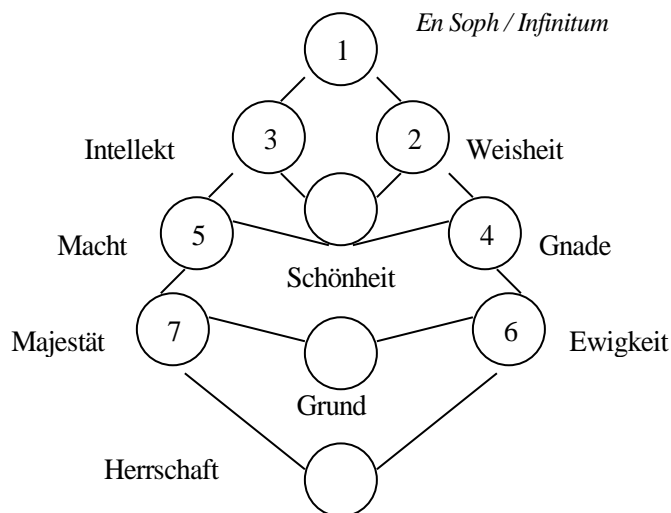 En Soph / Infinitum
1
Intellekt 3 2 Weisheit
Macht 5 4 Gnade
Schönheit
Majestät 7 6 Ewigkeit
Grund
Herrschaft